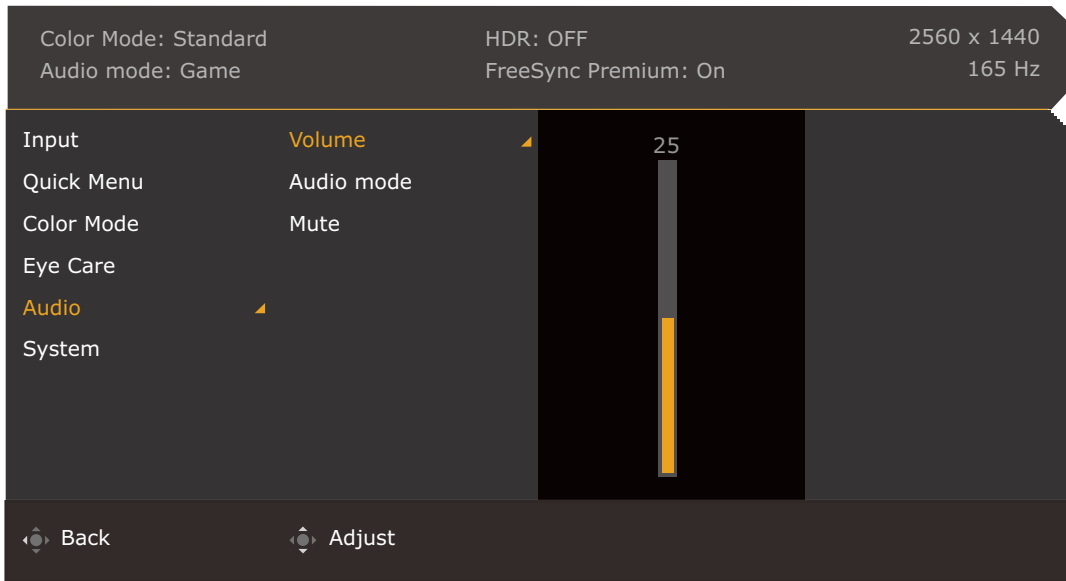 Color Mode: Standard
HDR: OFF
2560 x 1440
Audio mode: Game
FreeSync Premium: On
165 Hz
Input
Volume
25
Quick Menu
Audio mode
Color Mode
Mute
Eye Care
Audio
System
Back
Adjust